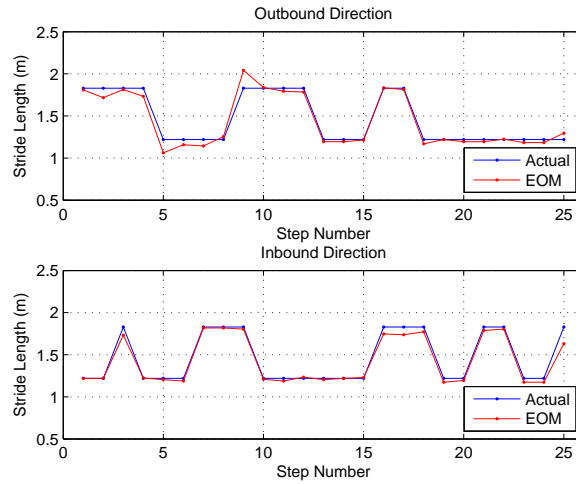 Outbound Direction
2.5
2
1.5
1
0.5
0 5 10 15 20 25
Stride Length (m)
Step Number
Actual
EOM
Inbound Direction
2.5
2
1.5
1
0.5
0 5 10 15 20 25
Stride Length (m)
Step Number
Actual
EOM